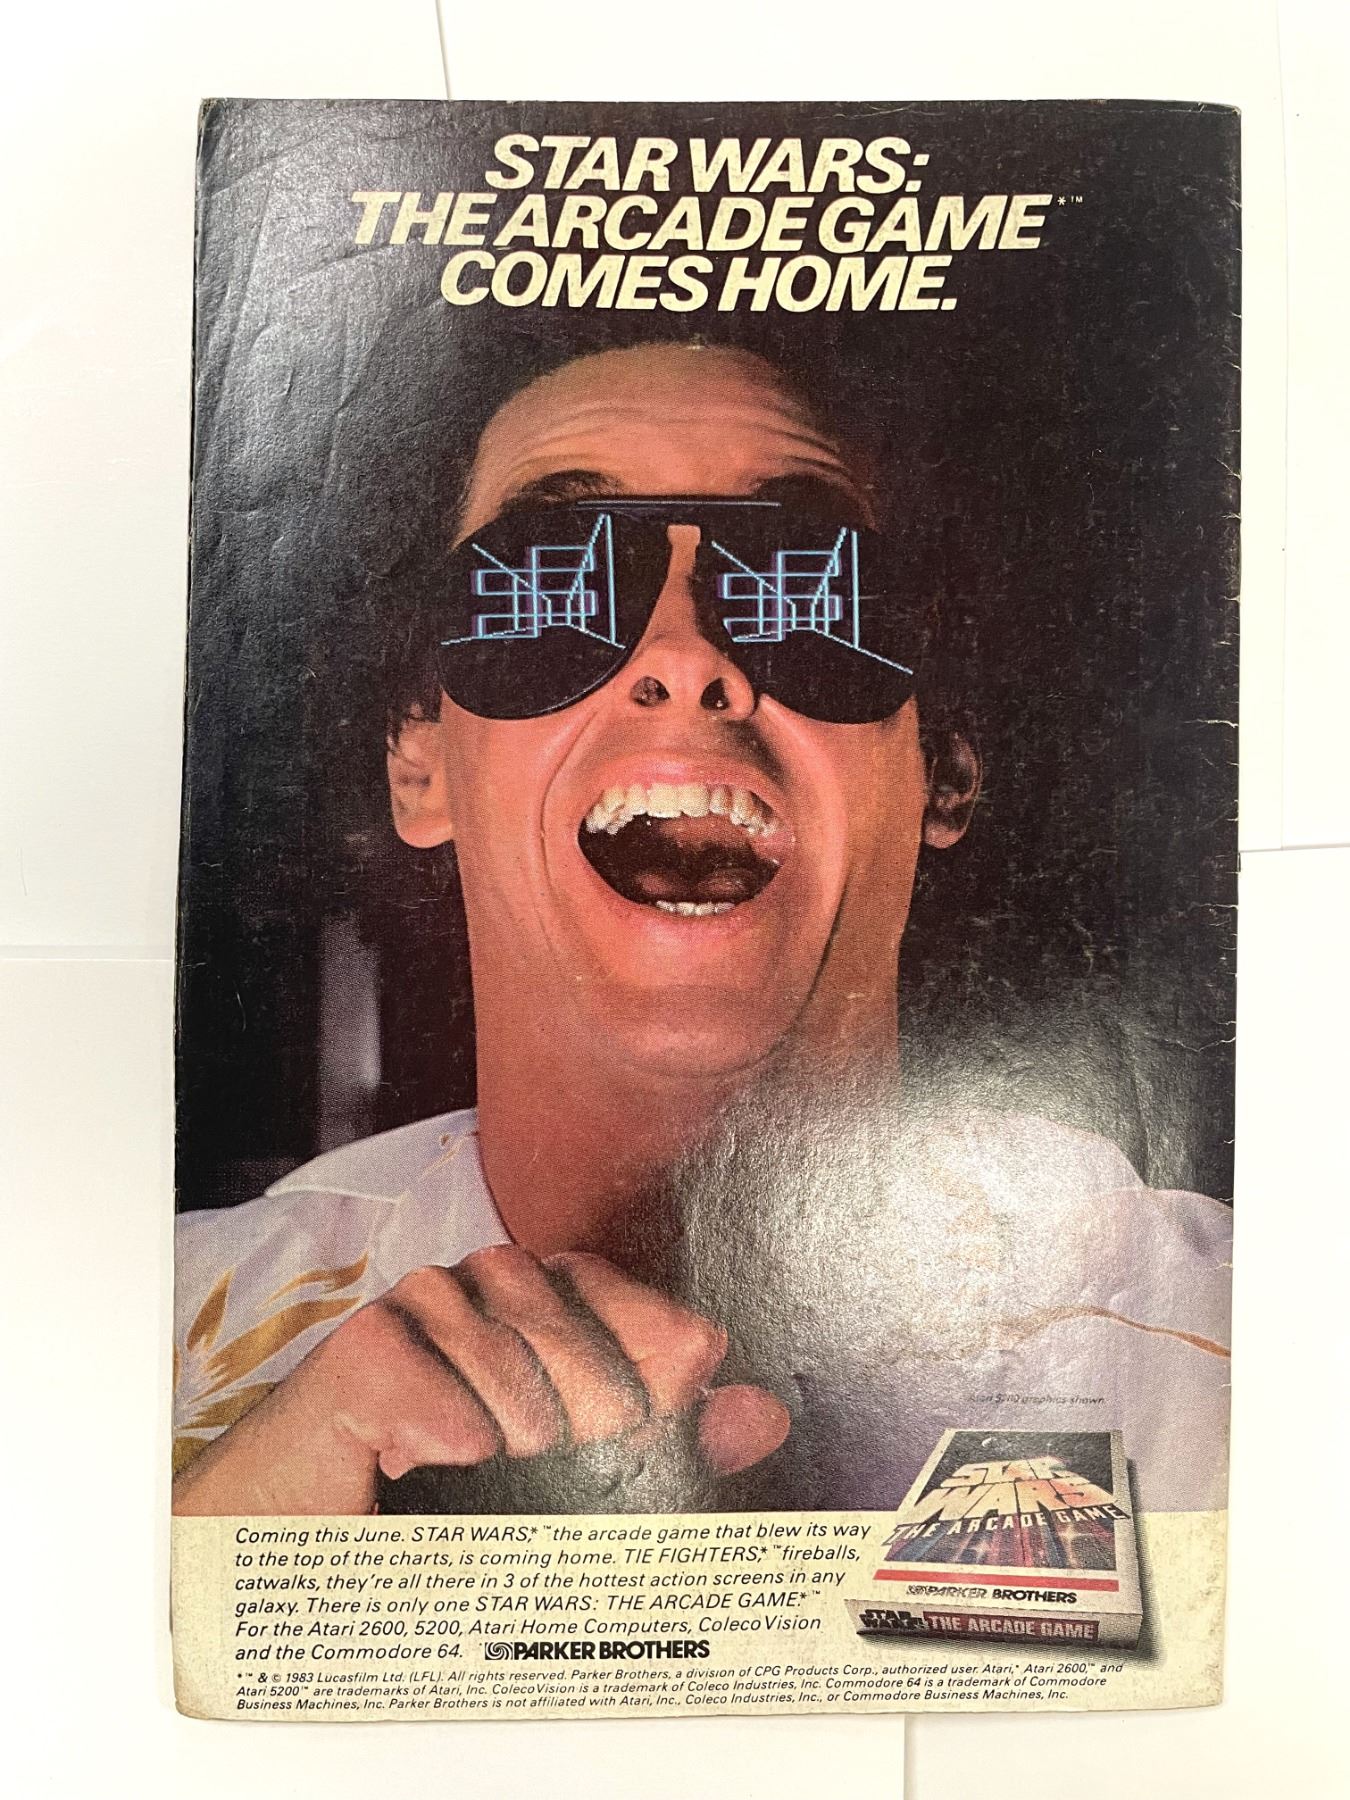 STAR WARS:
THE ARCADE GAME*™
COMES HOME.
Atari 5200 graphics shown.
STAR
WARS
THE ARCADE GAME
PARKER BROTHERS
STAR
WARS
THE ARCADE GAME
Coming this June. STAR WARS,*™ the arcade game that blew its way
to the top of the charts, is coming home. TIE FIGHTERS,*™ fireballs,
catwalks, they're all there in 3 of the hottest action screens in any
galaxy. There is only one STAR WARS: THE ARCADE GAME.*™
For the Atari 2600, 5200, Atari Home Computers, ColecoVision
and the Commodore 64. PARKER BROTHERS
*™ & © 1983 Lucasfilm Ltd. (LFL). All rights reserved. Parker Brothers, a division of CPG Products Corp., authorized user. Atari,® Atari 2600,™ and
Atari 5200™ are trademarks of Atari, Inc. ColecoVision is a trademark of Coleco Industries, Inc. Commodore 64 is a trademark of Commodore
Business Machines, Inc. Parker Brothers is not affiliated with Atari, Inc., Coleco Industries, Inc., or Commodore Business Machines, Inc.